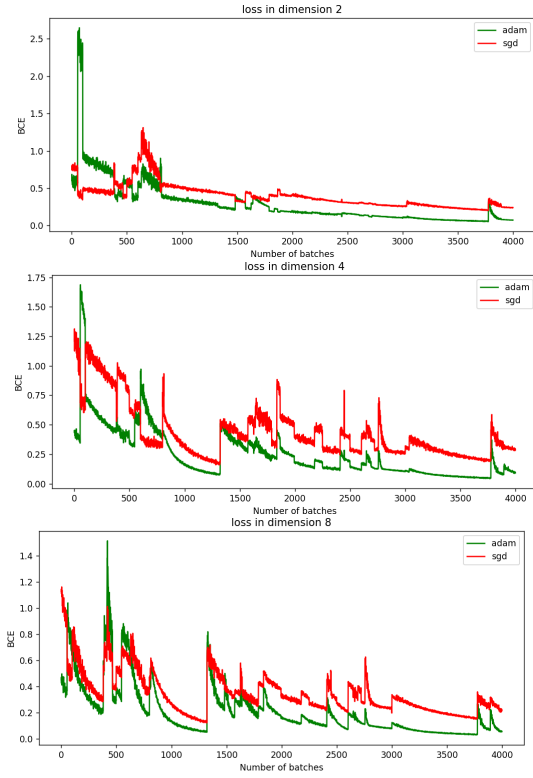 loss in dimension 2
adam
sgd
2.5
2.0
1.5
1.0
0.5
0.0
BCE
0 500 1000 1500 2000 2500 3000 3500 4000
Number of batches
loss in dimension 4
adam
sgd
1.75
1.50
1.25
1.00
0.75
0.50
0.25
0.00
BCE
0 500 1000 1500 2000 2500 3000 3500 4000
Number of batches
loss in dimension 8
adam
sgd
1.4
1.2
1.0
0.8
0.6
0.4
0.2
0.0
BCE
0 500 1000 1500 2000 2500 3000 3500 4000
Number of batches